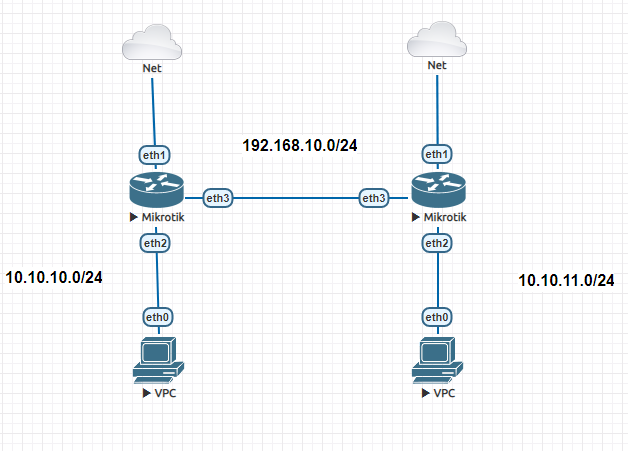 Net
Net
192.168.10.0/24
eth1
eth1
eth3
eth3
Mikrotik
Mikrotik
eth2
eth2
10.10.10.0/24
10.10.11.0/24
eth0
eth0
VPC
VPC